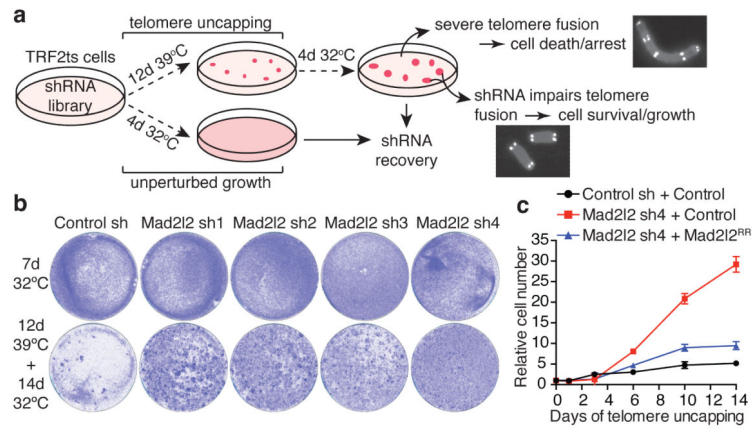 a
telomere uncapping
TRF2ts cells
shRNA
library
12d 39ºC
4d 32ºC
4d 32ºC
unperturbed growth
shRNA
recovery
severe telomere fusion
→ cell death/arrest
shRNA impairs telomere
fusion → cell survival/growth
b
Control sh Mad2l2 sh1 Mad2l2 sh2 Mad2l2 sh3 Mad2l2 sh4
7d
32ºC
12d
39ºC
+
14d
32ºC
c
Control sh + Control
Mad2l2 sh4 + Control
Mad2l2 sh4 + Mad2l2RR
Relative cell number
35
30
25
20
15
10
5
0
0 2 4 6 8 10 12 14
Days of telomere uncapping